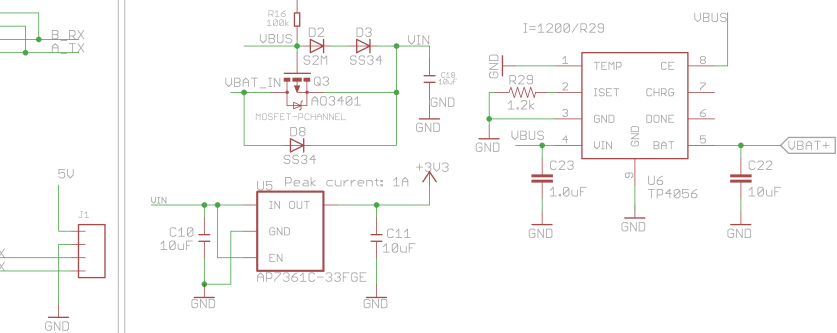 B_RX
A_TX
5V
J1
X
X
GND
R16
100k
VBUS
D2
S2M
D3
SS34
VIN
C18
10uF
GND
GND
VBAT_IN
Q3
AO3401
MOSFET-PCHANNEL
D8
SS34
U5
Peak current: 1A
+3V3
VIN
IN OUT
GND
EN
AP7361C-33FGE
C10
10uF
GND
C11
10uF
GND
I=1200/R29
VBUS
GND
R29
1.2k
GND
VBUS
1
2
3
4
TEMP
ISET
GND
VIN
GND
CE
CHRG
DONE
BAT
8
7
6
5
9
VBAT+
U6
TP4056
C23
1.0uF
GND
GND
C22
10uF
GND